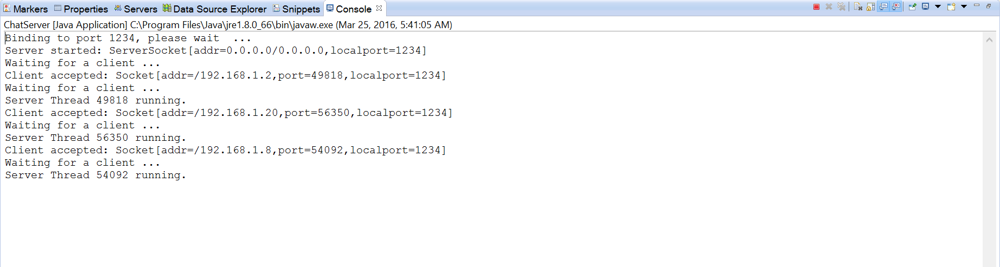 Markers Properties Servers Data Source Explorer Snippets Console
ChatServer [Java Application] C:\Program Files\Java\jre1.8.0_66\bin\javaw.exe (Mar 25, 2016, 5:41:05 AM)
Binding to port 1234, please wait  ...
Server started: ServerSocket[addr=0.0.0.0/0.0.0.0,localport=1234]
Waiting for a client ...
Client accepted: Socket[addr=/192.168.1.2,port=49818,localport=1234]
Waiting for a client ...
Server Thread 49818 running.
Client accepted: Socket[addr=/192.168.1.20,port=56350,localport=1234]
Waiting for a client ...
Server Thread 56350 running.
Client accepted: Socket[addr=/192.168.1.8,port=54092,localport=1234]
Waiting for a client ...
Server Thread 54092 running.